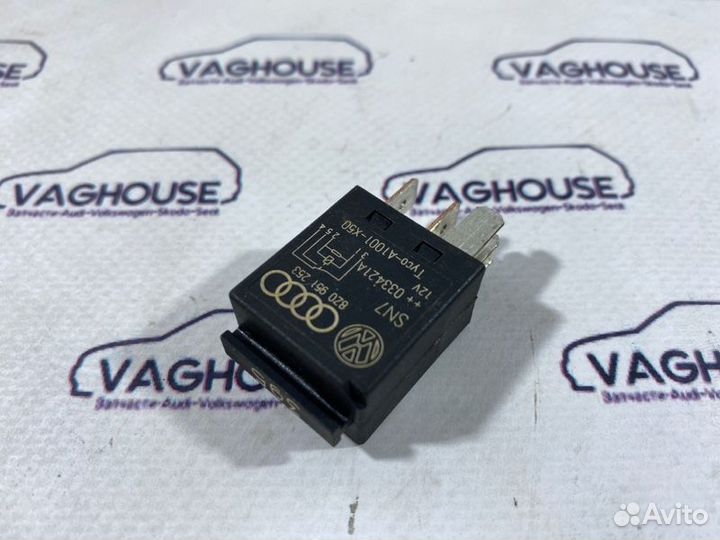 VAGHOUSE
VAGHOUSE
VAGHOUSE
Запчасти-Audi-Volkswagen-Skoda-Seat
VAGHOUSE
Запчасти-Audi-Volkswagen-Skoda-Seat
VAGHOUSE
Запчасти-Audi-Volkswagen-Skoda-Seat
VAGHOUSE
Запчасти-Audi-Volkswagen
Tyco-A1001-X50
12V
++ 033421A
SN7
8Z0 951 253
Avito